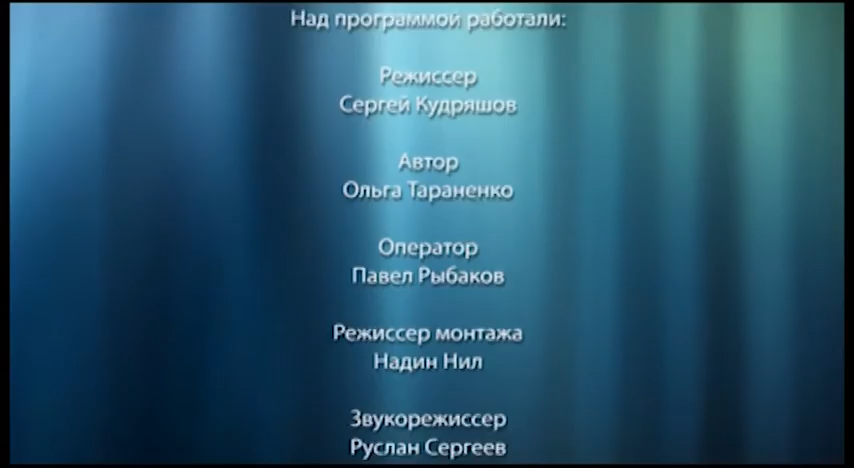 Над программой работали:
Режиссер
Сергей Кудряшов
Автор
Ольга Тараненко
Оператор
Павел Рыбаков
Режиссер монтажа
Надин Нил
Звукорежиссер
Руслан Сергеев